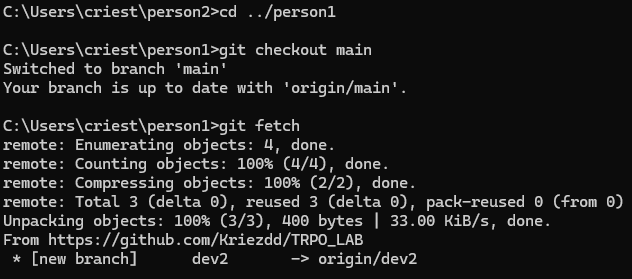 C:\Users\criest\person2>cd ../person1
C:\Users\criest\person1>git checkout main
Switched to branch 'main'
Your branch is up to date with 'origin/main'.
C:\Users\criest\person1>git fetch
remote: Enumerating objects: 4, done.
remote: Counting objects: 100% (4/4), done.
remote: Compressing objects: 100% (2/2), done.
remote: Total 3 (delta 0), reused 3 (delta 0), pack-reused 0 (from 0)
Unpacking objects: 100% (3/3), 400 bytes | 33.00 KiB/s, done.
From https://github.com/Kriezdd/TRPO_LAB
 * [new branch]      dev2       -> origin/dev2